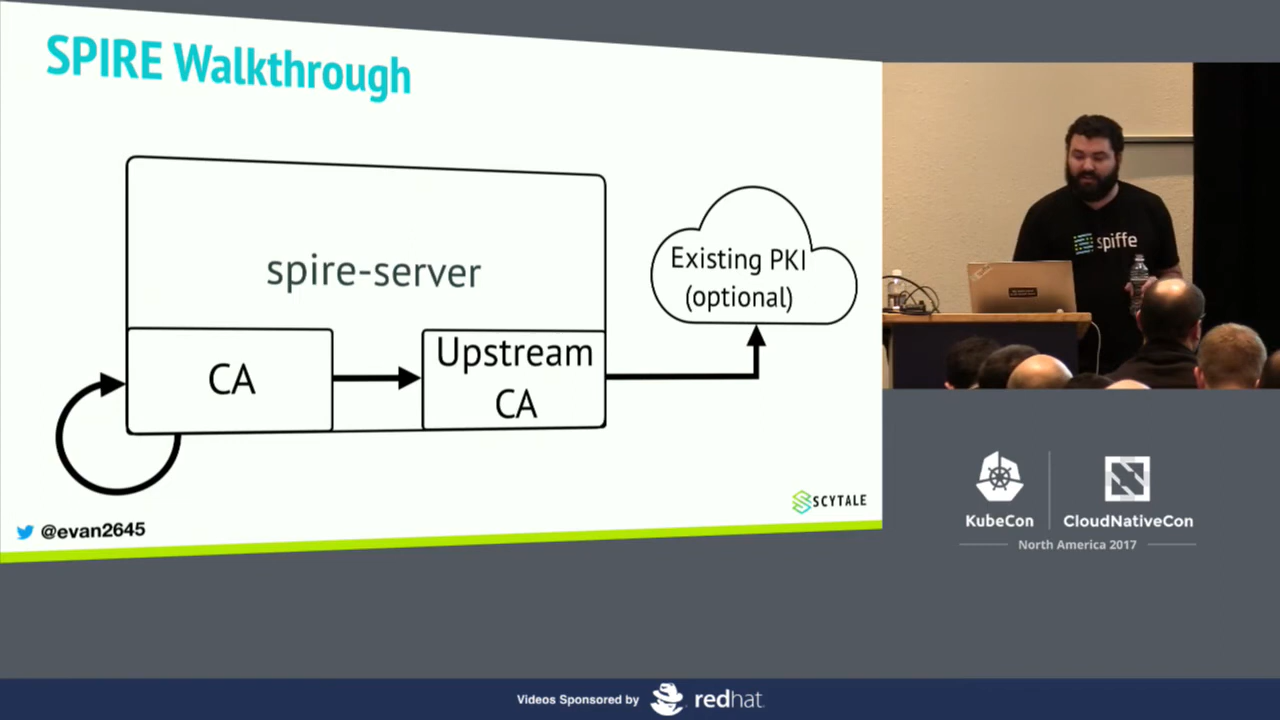 SPIRE Walkthrough
spire-server
CA
Upstream
CA
Existing PKI
(optional)
@evan2645
SCYTALE
spiffe
KubeCon
CloudNativeCon
North America 2017
Videos Sponsored by
redhat